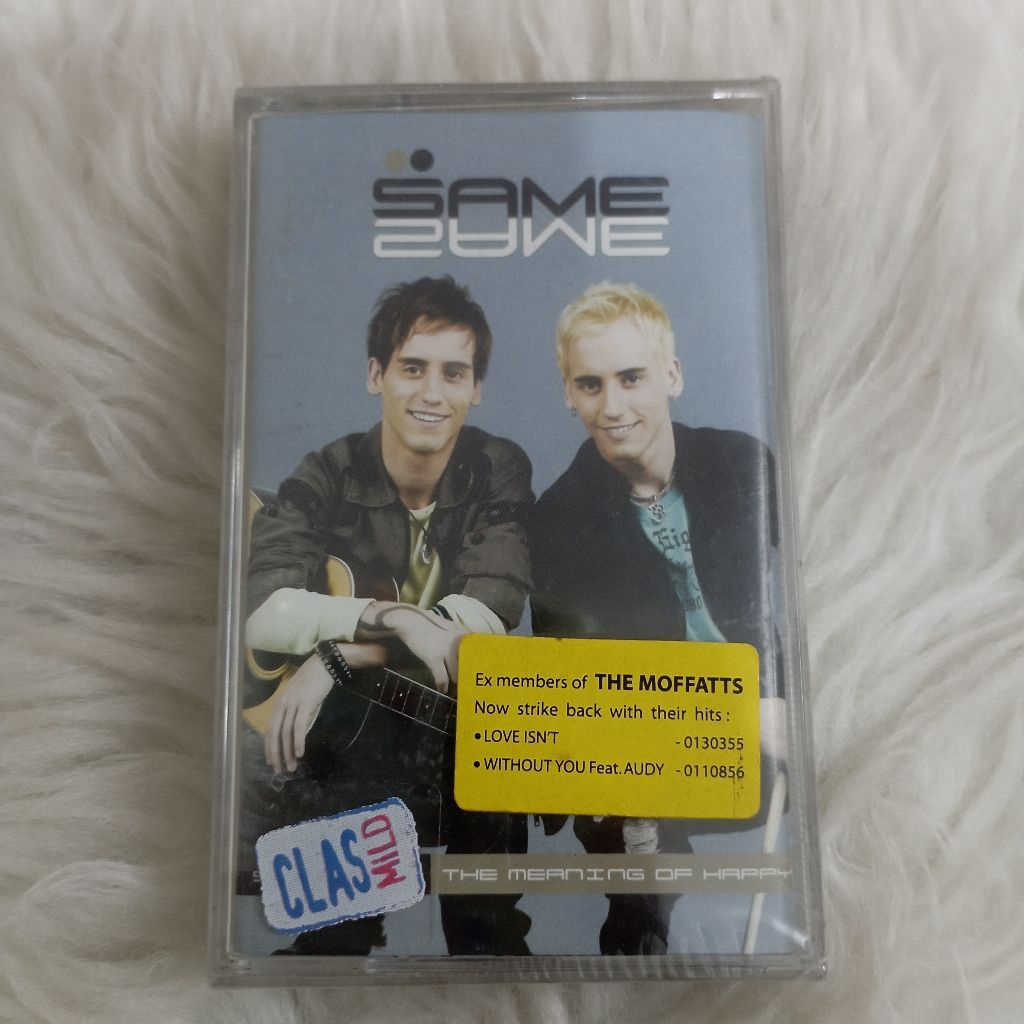 SAME
SAME
Ex members of THE MOFFATTS
Now strike back with their hits :
• LOVE ISN'T - 0130355
• WITHOUT YOU Feat. AUDY - 0110856
CLAS MILD
THE MEANING OF HAPPY